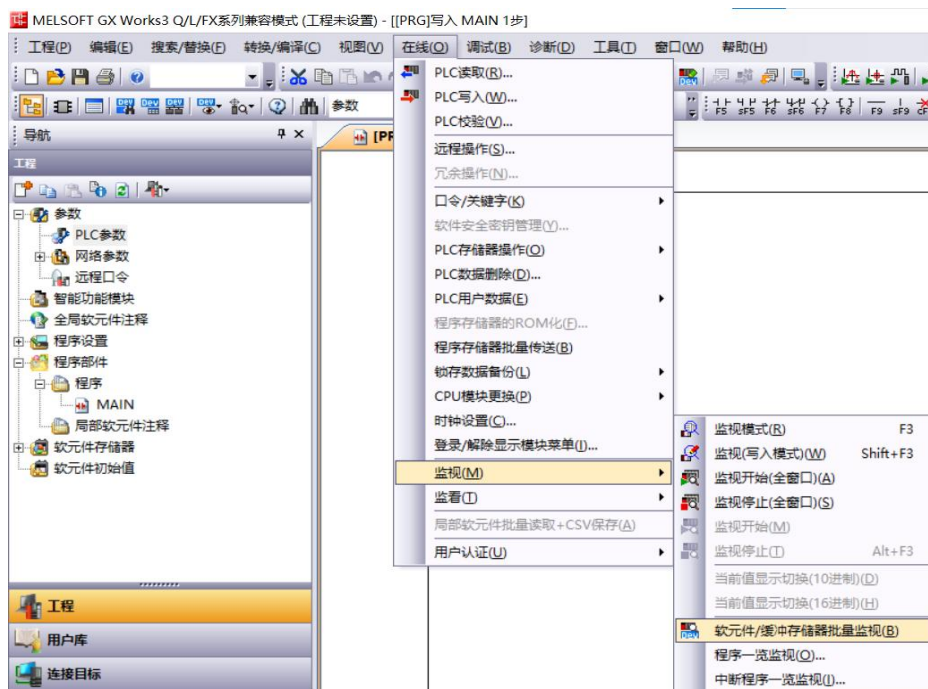 MELSOFT GX Works3 Q/L/FX系列兼容模式 (工程未设置) - [[PRG]写入 MAIN 1步]
工程(P) 编辑(E) 搜索/替换(F) 转换/编译(C) 视图(V) 在线(O) 调试(B) 诊断(D) 工具(T) 窗口(W) 帮助(H)
参数
F5 sF5 F6 sF6 F7 F8 F9 sF9
导航
[PR
工程
参数
PLC参数
网络参数
远程口令
智能功能模块
全局软元件注释
程序设置
程序部件
程序
MAIN
局部软元件注释
软元件存储器
软元件初始值
工程
用户库
连接目标
PLC读取(R)...
PLC写入(W)...
PLC校验(V)...
远程操作(S)...
冗余操作(N)...
口令/关键字(K)
软件安全密钥管理(Y)...
PLC存储器操作(O)
PLC数据删除(D)...
PLC用户数据(E)
程序存储器的ROM化(F)...
程序存储器批量传送(B)
锁存数据备份(L)
CPU模块更换(P)
时钟设置(C)...
登录/解除显示模块菜单(I)...
监视(M)
监看(T)
局部软元件批量读取+CSV保存(A)
用户认证(U)
监视模式(R) F3
监视(写入模式)(W) Shift+F3
监视开始(全窗口)(A)
监视停止(全窗口)(S)
监视开始(M)
监视停止(T) Alt+F3
当前值显示切换(10进制)(D)
当前值显示切换(16进制)(H)
软元件/缓冲存储器批量监视(B)
程序一览监视(O)...
中断程序一览监视(I)...